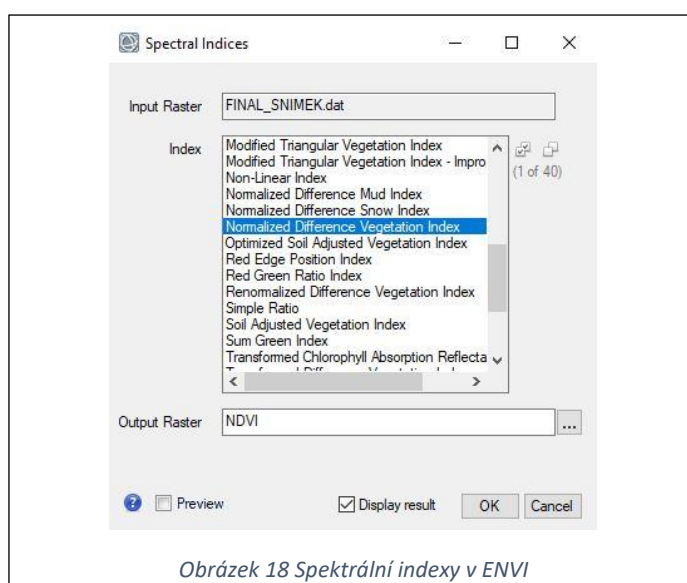 Spectral Indices
Input Raster FINAL_SNIMEK.dat
Index
Modified Triangular Vegetation Index
Modified Triangular Vegetation Index - Impro
Non-Linear Index
Normalized Difference Mud Index
Normalized Difference Snow Index
Normalized Difference Vegetation Index
Optimized Soil Adjusted Vegetation Index
Red Edge Position Index
Red Green Ratio Index
Renormalized Difference Vegetation Index
Simple Ratio
Soil Adjusted Vegetation Index
Sum Green Index
Transformed Chlorophyll Absorption Reflecta
(1 of 40)
Output Raster NDVI ...
? Preview Display result OK Cancel
Obrázek 18 Spektrální indexy v ENVI